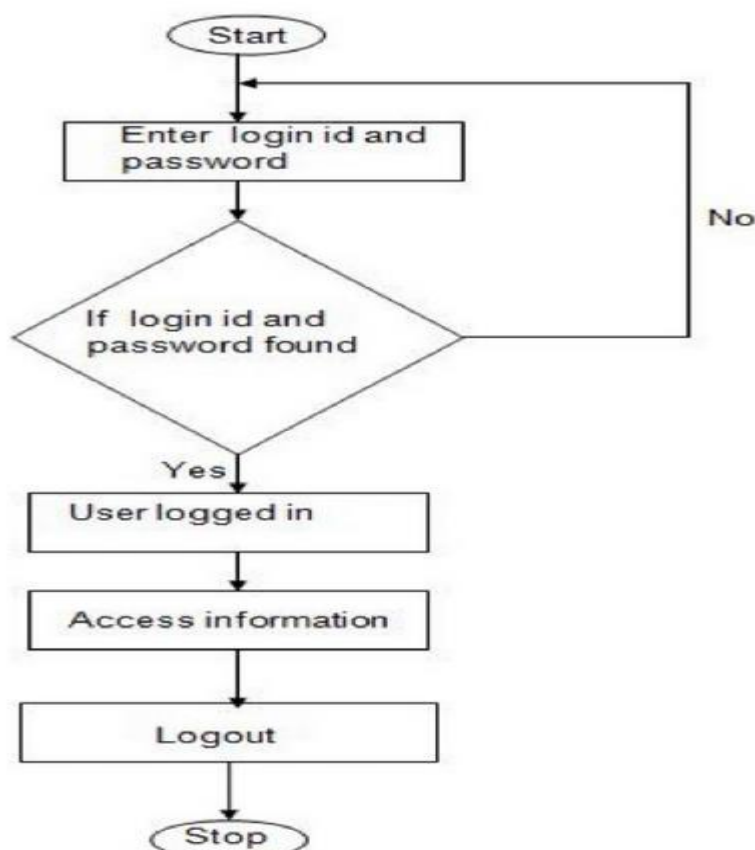 Start
Enter login id and
password
No
If login id and
password found
Yes
User logged in
Access information
Logout
Stop